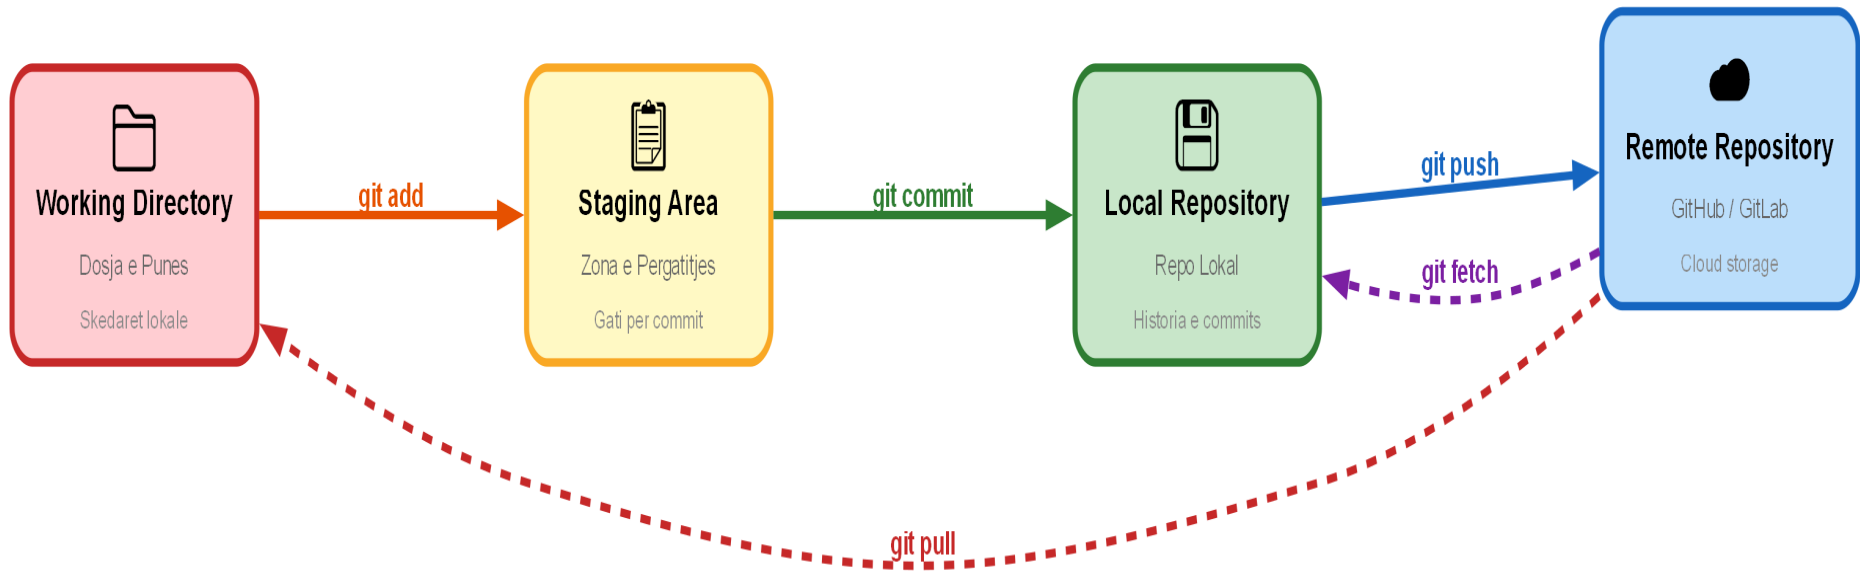 Working Directory
Dosja e Punes
Skedaret lokale
git add
Staging Area
Zona e Pergatitjes
Gati per commit
git commit
Local Repository
Repo Lokal
Historia e commits
git push
git fetch
Remote Repository
GitHub / GitLab
Cloud storage
git pull